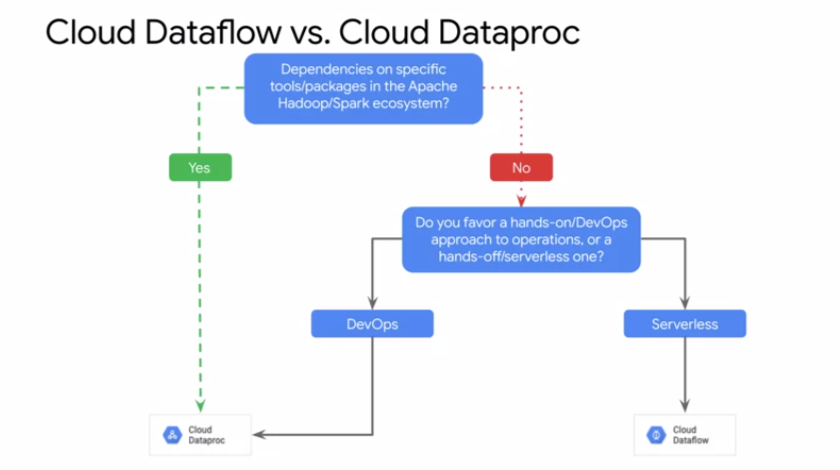 Cloud Dataflow vs. Cloud Dataproc
Dependencies on specific
tools/packages in the Apache
Hadoop/Spark ecosystem?
Yes
No
Do you favor a hands-on/DevOps
approach to operations, or a
hands-off/serverless one?
DevOps
Serverless
Cloud
Dataproc
Cloud
Dataflow